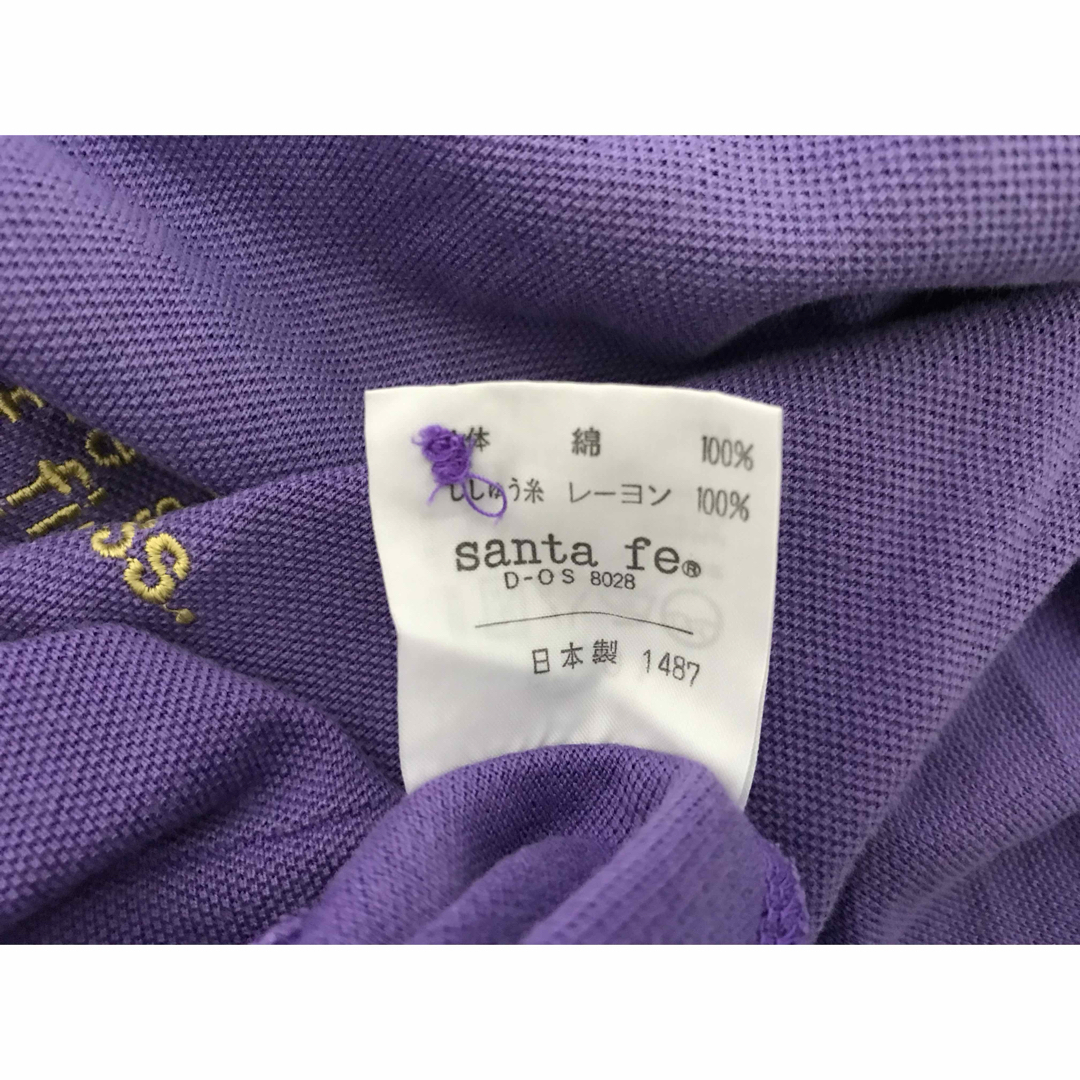 体 綿 100%
ししゅう糸 レーヨン 100%
santa fe®
D-OS 8028
日本製 1487